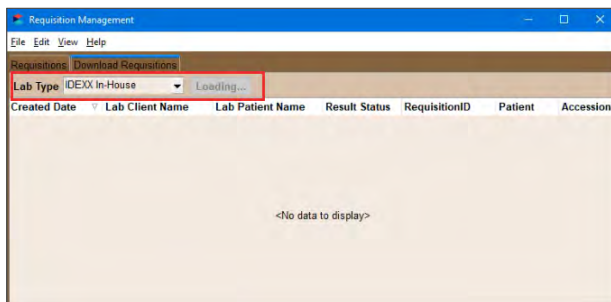 Requisition Management
File Edit View Help
Requisitions Download Requisitions
Lab Type IDEXX In-House Loading...
Created Date Lab Client Name Lab Patient Name Result Status RequisitionID Patient Accession
<No data to display>